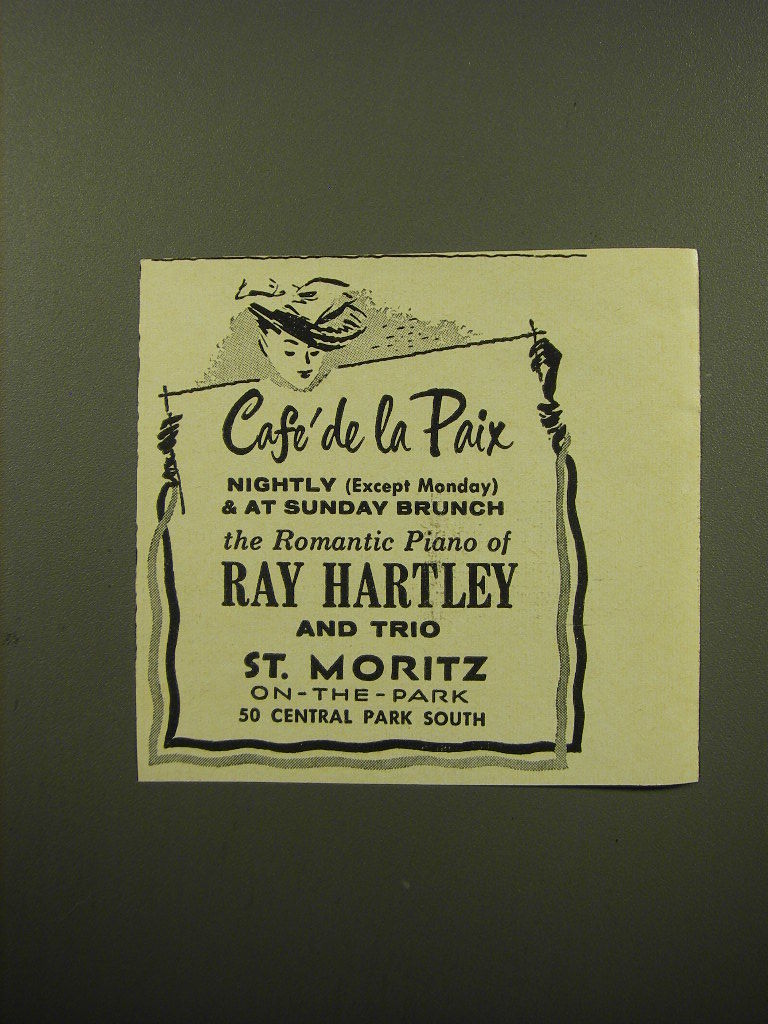 Café de la Paix
NIGHTLY (Except Monday)
& AT SUNDAY BRUNCH
the Romantic Piano of
RAY HARTLEY
AND TRIO
ST. MORITZ
ON-THE-PARK
50 CENTRAL PARK SOUTH